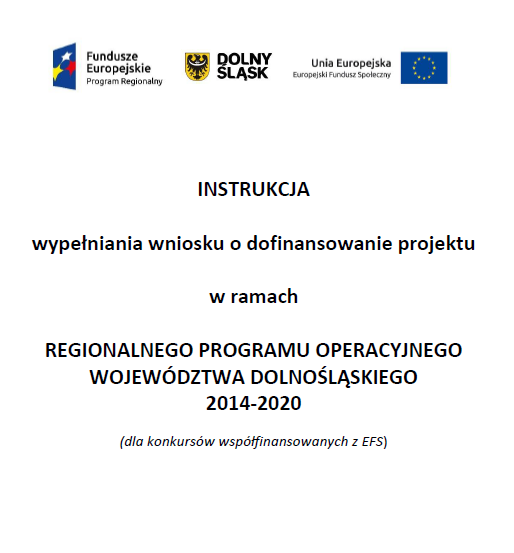 Fundusze
Europejskie
Program Regionalny
DOLNY
ŚLĄSK
Unia Europejska
Europejski Fundusz Społeczny
INSTRUKCJA
wypełniania wniosku o dofinansowanie projektu
w ramach
REGIONALNEGO PROGRAMU OPERACYJNEGO
WOJEWÓDZTWA DOLNOŚLĄSKIEGO
2014-2020
(dla konkursów współfinansowanych z EFS)